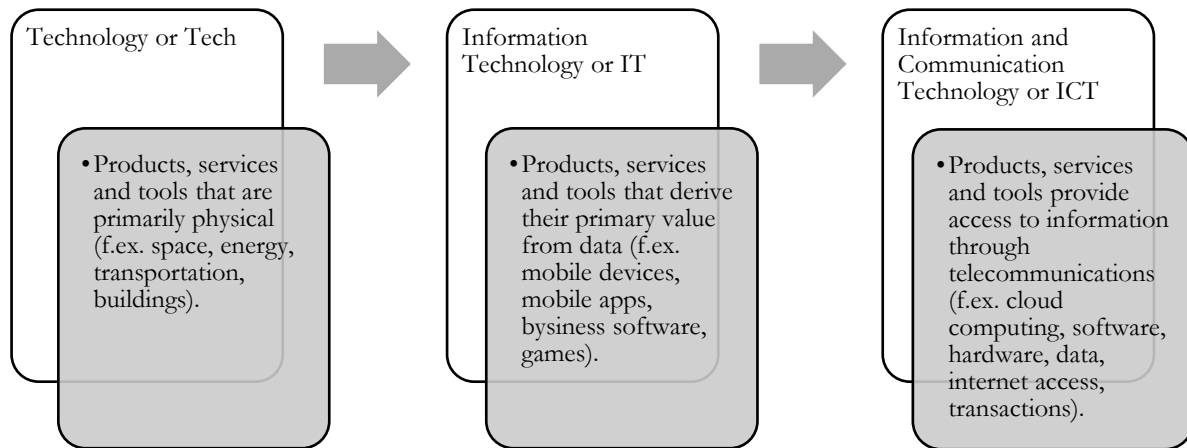 Technology or Tech
•Products, services
and tools that are
primarily physical
(f.ex. space, energy,
transportation,
buildings).
Information
Technology or IT
•Products, services
and tools that derive
their primary value
from data (f.ex.
mobile devices,
mobile apps,
bysiness software,
games).
Information and
Communication
Technology or ICT
•Products, services
and tools provide
access to information
through
telecommunications
(f.ex. cloud
computing, software,
hardware, data,
internet access,
transactions).